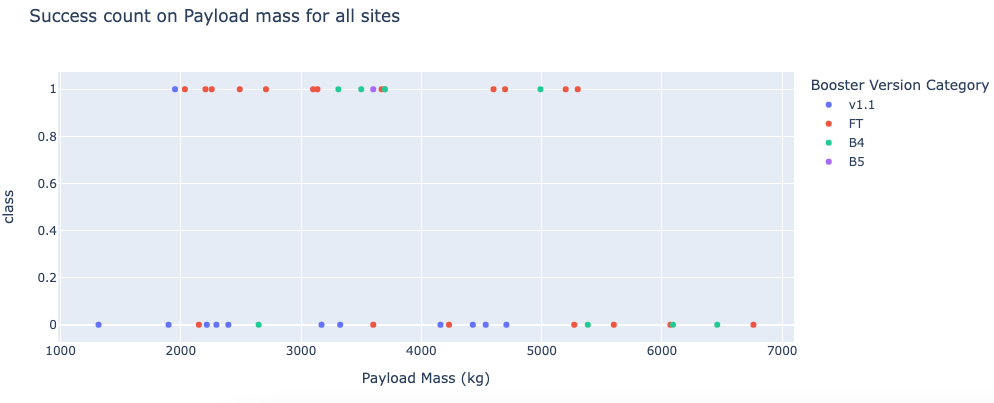 Success count on Payload mass for all sites
Booster Version Category
v1.1
FT
B4
B5
class
1
0.8
0.6
0.4
0.2
0
1000 2000 3000 4000 5000 6000 7000
Payload Mass (kg)